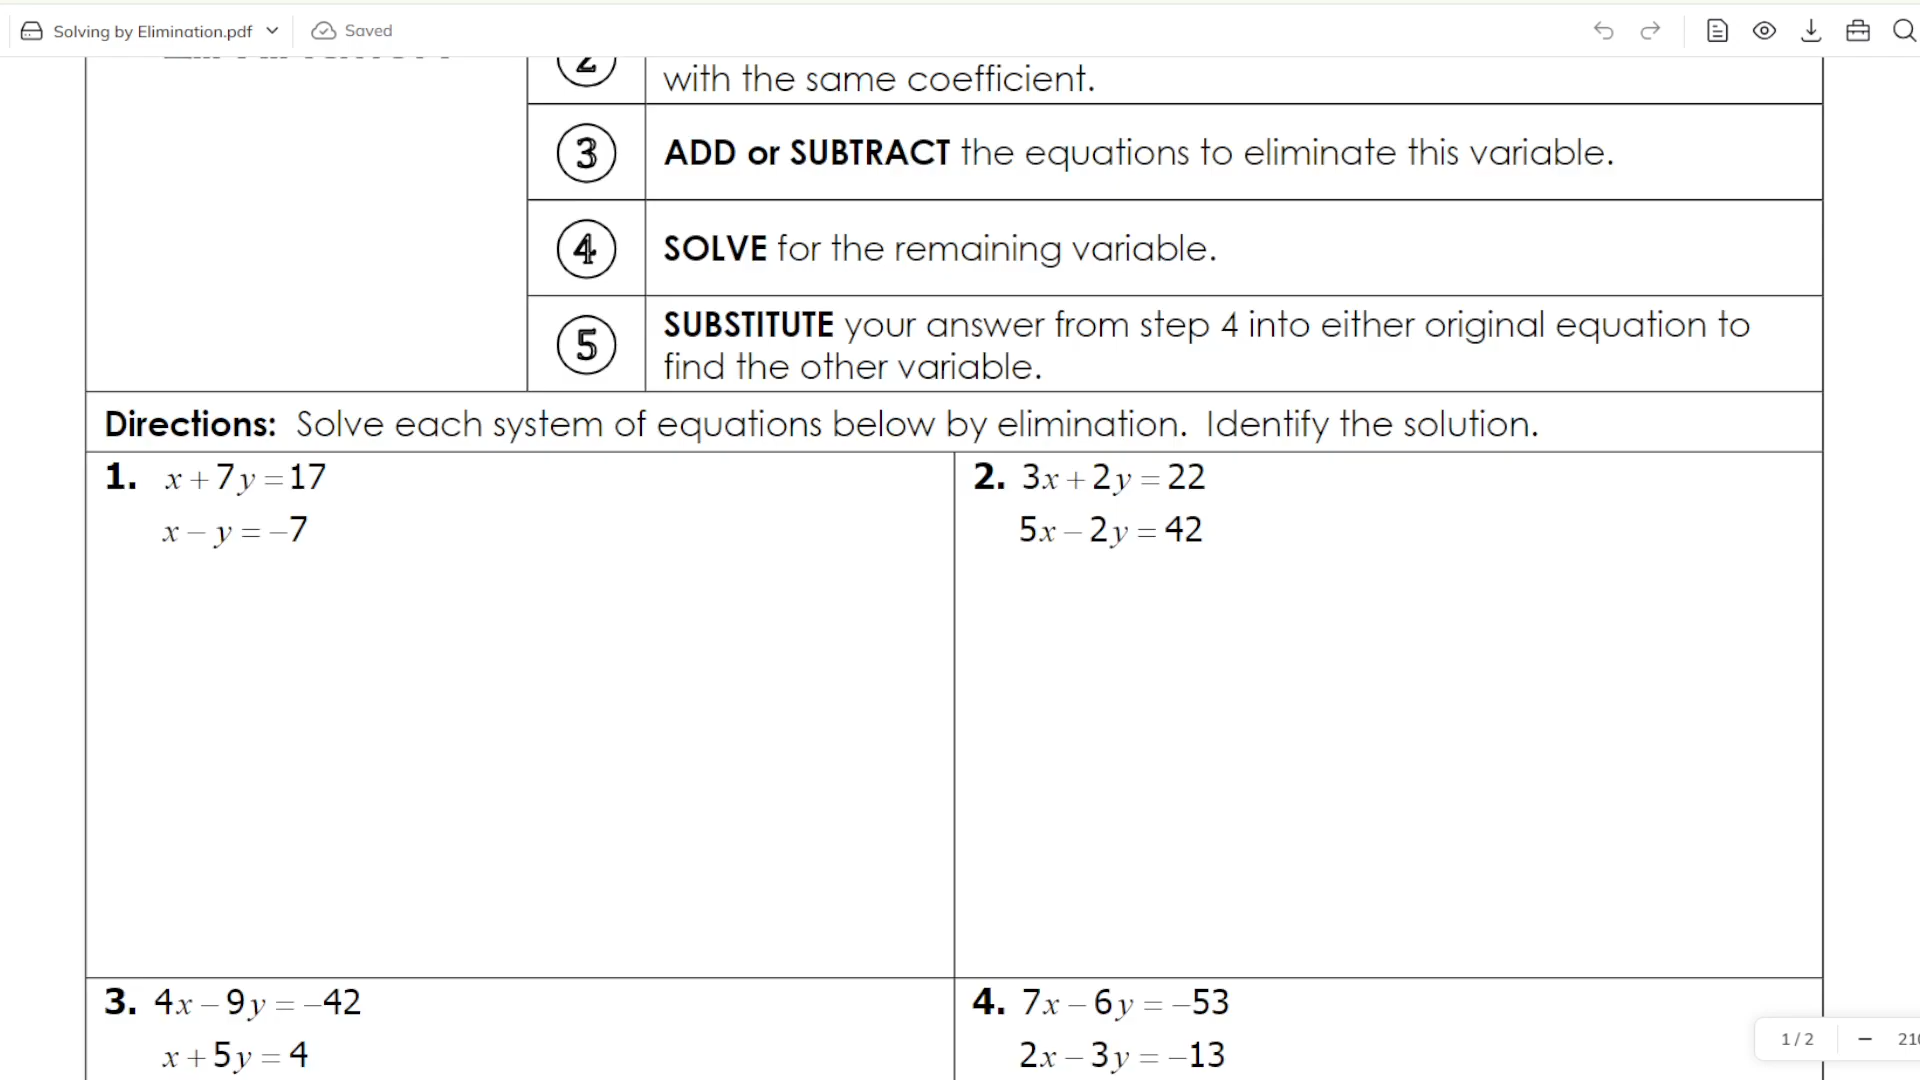 Solving by Elimination.pdf Saved
2 with the same coefficient.
3 ADD or SUBTRACT the equations to eliminate this variable.
4 SOLVE for the remaining variable.
5 SUBSTITUTE your answer from step 4 into either original equation to
find the other variable.
Directions: Solve each system of equations below by elimination. Identify the solution.
1. x + 7y = 17
x − y = −7
2. 3x + 2y = 22
5x − 2y = 42
3. 4x − 9y = −42
x + 5y = 4
4. 7x − 6y = −53
2x − 3y = −13
1 / 2